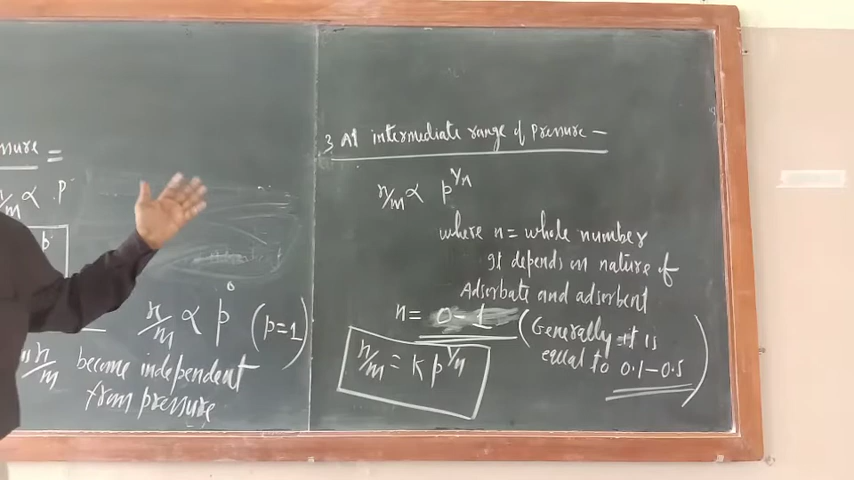 ssure =
x/m ∝ p
p
x/m ∝ p⁰ (p=1)
x/m become independent
from pressure
3 At intermediate range of pressure —
x/m ∝ p^1/n
where n = whole number
It depends on nature of
Adsorbate and adsorbent
n = 0 - 1 (Generally it is
equal to 0.1 - 0.5)
x/m = k p^1/n